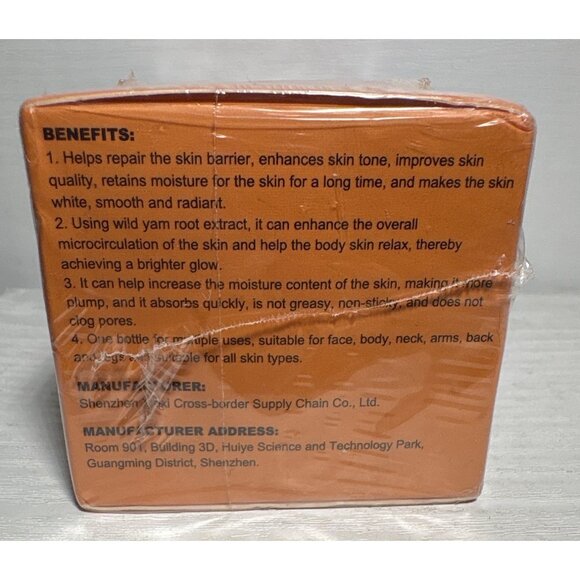 BENEFITS:
1. Helps repair the skin barrier, enhances skin tone, improves skin
quality, retains moisture for the skin for a long time, and makes the skin
white, smooth and radiant.
2. Using wild yam root extract, it can enhance the overall
microcirculation of the skin and help the body skin relax, thereby
achieving a brighter glow.
3. It can help increase the moisture content of the skin, making it more
plump, and it absorbs quickly, is not greasy, non-sticky, and does not
clog pores.
4. One bottle for multiple uses, suitable for face, body, neck, arms, back
suitable for all skin types.
MANUFACTURER:
Shenzhen Cross-border Supply Chain Co., Ltd.
MANUFACTURER ADDRESS:
Room 901, Building 3D, Huiye Science and Technology Park,
Guangming District, Shenzhen.